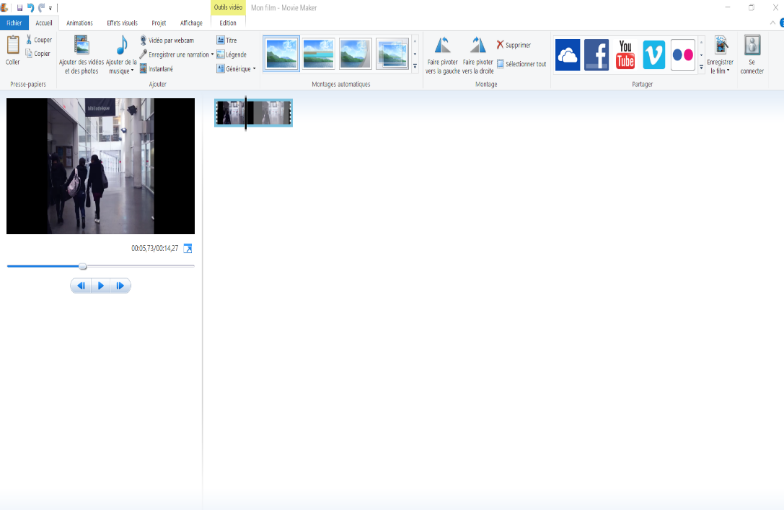 Outils vidéo
Mon film - Movie Maker
Fichier Accueil Animations Effets visuels Projet Affichage Edition
Coller
Couper
Copier
Presse-papiers
Ajouter des vidéos
et des photos
Ajouter de la
musique
Vidéo par webcam
Enregistrer une narration
Instantané
Titre
Légende
Générique
Ajouter
Montages automatiques
Faire pivoter
vers la gauche
Faire pivoter
vers la droite
Supprimer
Sélectionner tout
Montage
You
Tube
Partager
Enregistrer
le film
Se
connecter
00:05,73/00:14,27